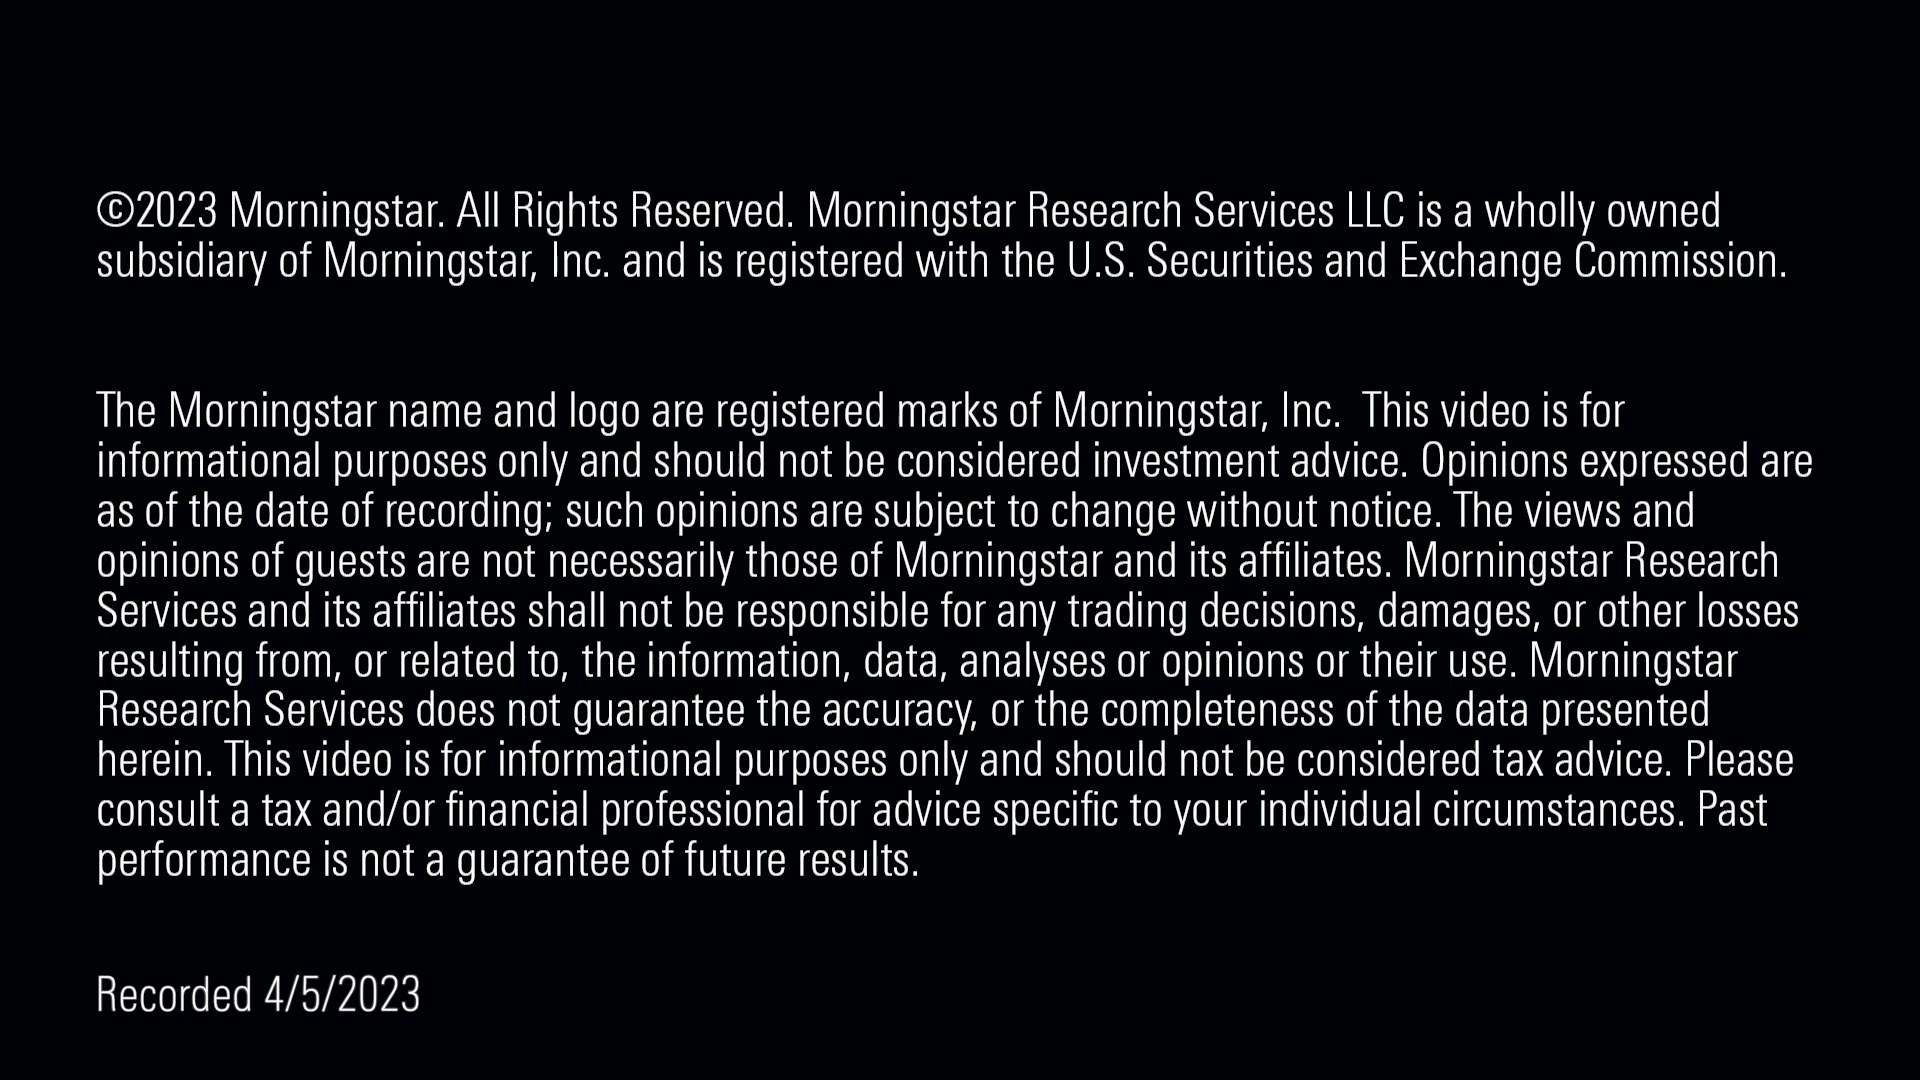 ©2023 Morningstar. All Rights Reserved. Morningstar Research Services LLC is a wholly owned
subsidiary of Morningstar, Inc. and is registered with the U.S. Securities and Exchange Commission.
The Morningstar name and logo are registered marks of Morningstar, Inc.  This video is for
informational purposes only and should not be considered investment advice. Opinions expressed are
as of the date of recording; such opinions are subject to change without notice. The views and
opinions of guests are not necessarily those of Morningstar and its affiliates. Morningstar Research
Services and its affiliates shall not be responsible for any trading decisions, damages, or other losses
resulting from, or related to, the information, data, analyses or opinions or their use. Morningstar
Research Services does not guarantee the accuracy, or the completeness of the data presented
herein. This video is for informational purposes only and should not be considered tax advice. Please
consult a tax and/or financial professional for advice specific to your individual circumstances. Past
performance is not a guarantee of future results.
Recorded 4/5/2023